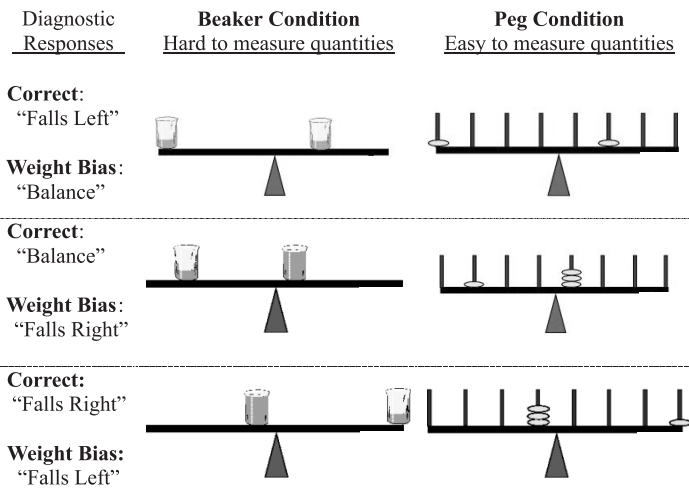 Diagnostic
Responses
Beaker Condition
Hard to measure quantities
Peg Condition
Easy to measure quantities
Correct:
“Falls Left”
Weight Bias:
“Balance”
Correct:
“Balance”
Weight Bias:
“Falls Right”
Correct:
“Falls Right”
Weight Bias:
“Falls Left”